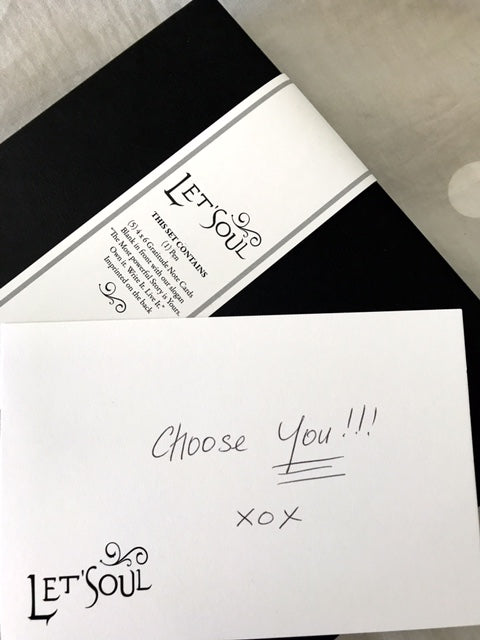 LET'SOUL
THIS SET CONTAINS
(1) Pen
(5) 4 x 6 Gratitude Note Cards
Blank in front with our slogan
"The Most powerful Story is Yours.
Own it. Write It. Live It."
Imprinted on the back
Choose You!!!
xox
LET'SOUL